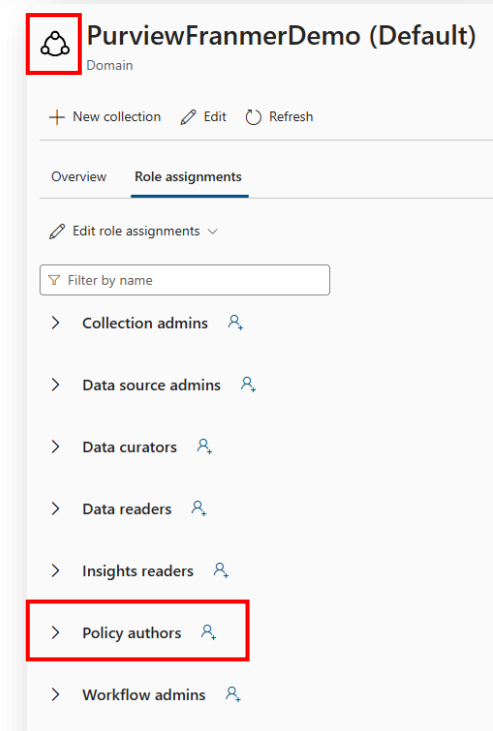 PurviewFranmerDemo (Default)
Domain
New collection Edit Refresh
Overview Role assignments
Edit role assignments
Filter by name
Collection admins
Data source admins
Data curators
Data readers
Insights readers
Policy authors
Workflow admins